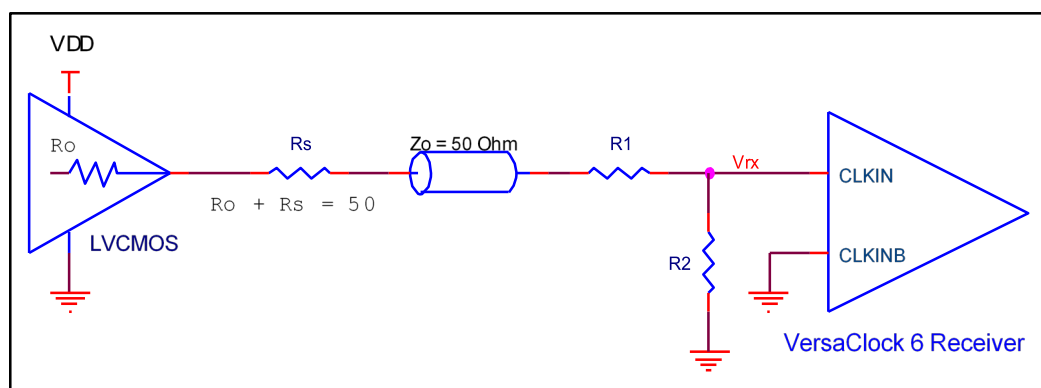 VDD
Ro
Rs
Zo = 50 Ohm
R1
Vrx
CLKIN
Ro + Rs = 50
LVCMOS
R2
CLKINB
VersaClock 6 Receiver